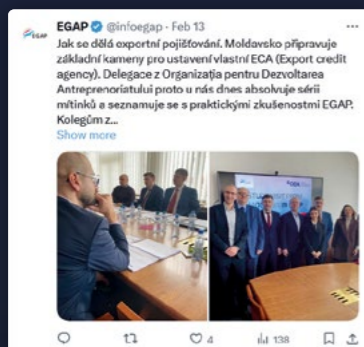 EGAP @infoegap · Feb 13
EGAP
Jak se dělá exportní pojišťování. Moldavsko připravuje
základní kameny pro ustavení vlastní ECA (Export credit
agency). Delegace z Organizația pentru Dezvoltarea
Antreprenoriatului proto u nás dnes absolvuje sérii
mítinků a seznamuje se s praktickými zkušenostmi EGAP.
Kolegům z...
Show more
4
138